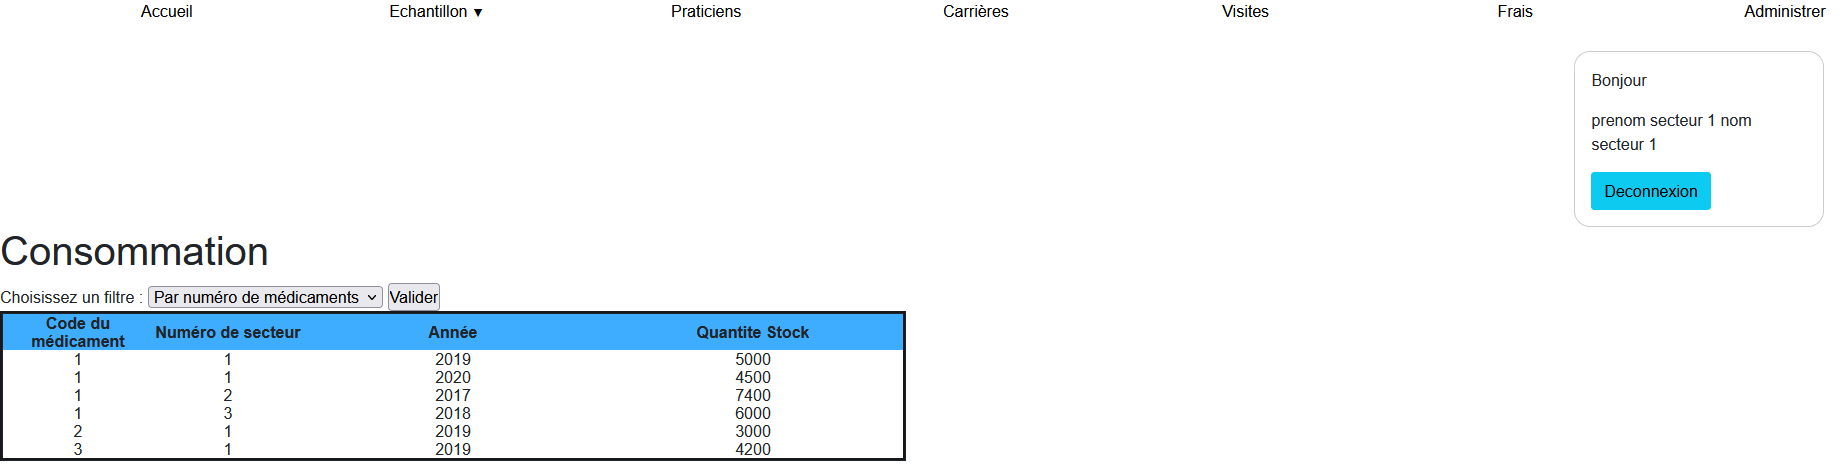 Accueil Echantillon ▼ Praticiens Carrières Visites Frais Administrer
Bonjour
prenom secteur 1 nom
secteur 1
Deconnexion
Consommation
Choisissez un filtre : Par numéro de médicaments Valider
Code du médicament Numéro de secteur Année Quantite Stock
1 1 2019 5000
1 1 2020 4500
1 2 2017 7400
1 3 2018 6000
2 1 2019 3000
3 1 2019 4200